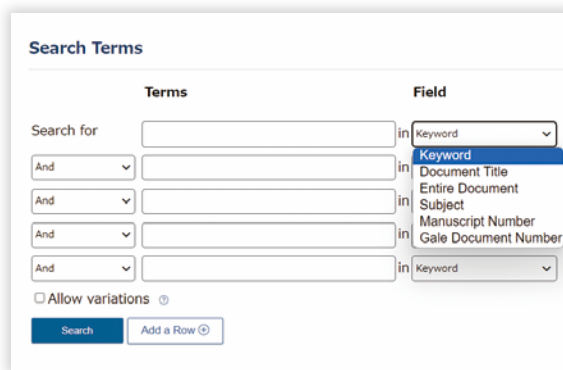 Search Terms
Terms Field
Search for in Keyword
Keyword
And in
Document Title
Entire Document
And in
Subject
Manuscript Number
And in
Gale Document Number
And in Keyword
Allow variations
Search Add a Row